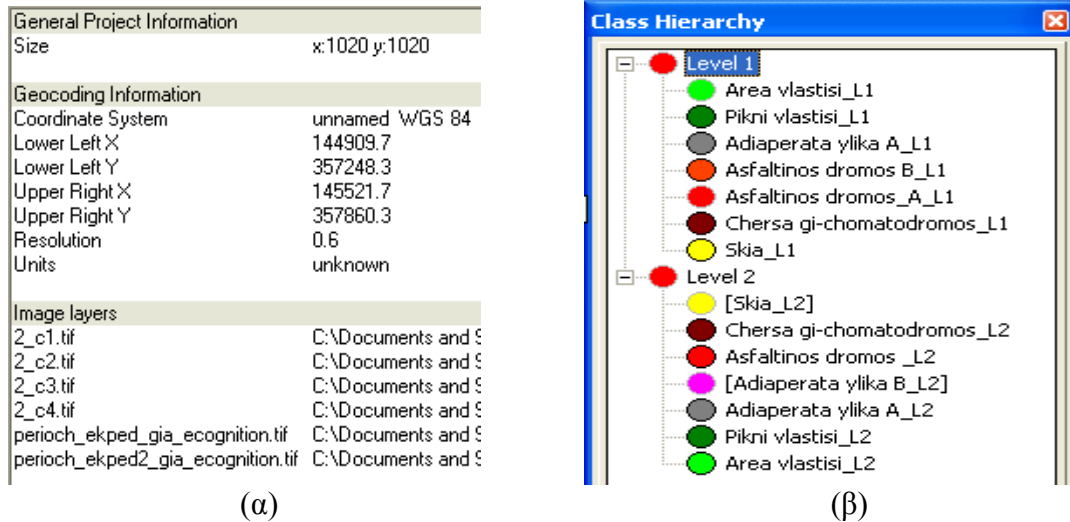 General Project Information
Size x:1020 y:1020
Geocoding Information
Coordinate System unnamed WGS 84
Lower Left X 144909.7
Lower Left Y 357248.3
Upper Right X 145521.7
Upper Right Y 357860.3
Resolution 0.6
Units unknown
Image layers
2_c1.tif C:\Documents and S
2_c2.tif C:\Documents and S
2_c3.tif C:\Documents and S
2_c4.tif C:\Documents and S
perioch_ekped_gia_ecognition.tif C:\Documents and S
perioch_ekped2_gia_ecognition.tif C:\Documents and S
(α)
Class Hierarchy
Level 1
Area vlastisi_L1
Pikni vlastisi_L1
Adiaperata ylika A_L1
Asfaltinos dromos B_L1
Asfaltinos dromos_A_L1
Chersa gi-chomatodromos_L1
Skia_L1
Level 2
[Skia_L2]
Chersa gi-chomatodromos_L2
Asfaltinos dromos _L2
[Adiaperata ylika B_L2]
Adiaperata ylika A_L2
Pikni vlastisi_L2
Area vlastisi_L2
(β)